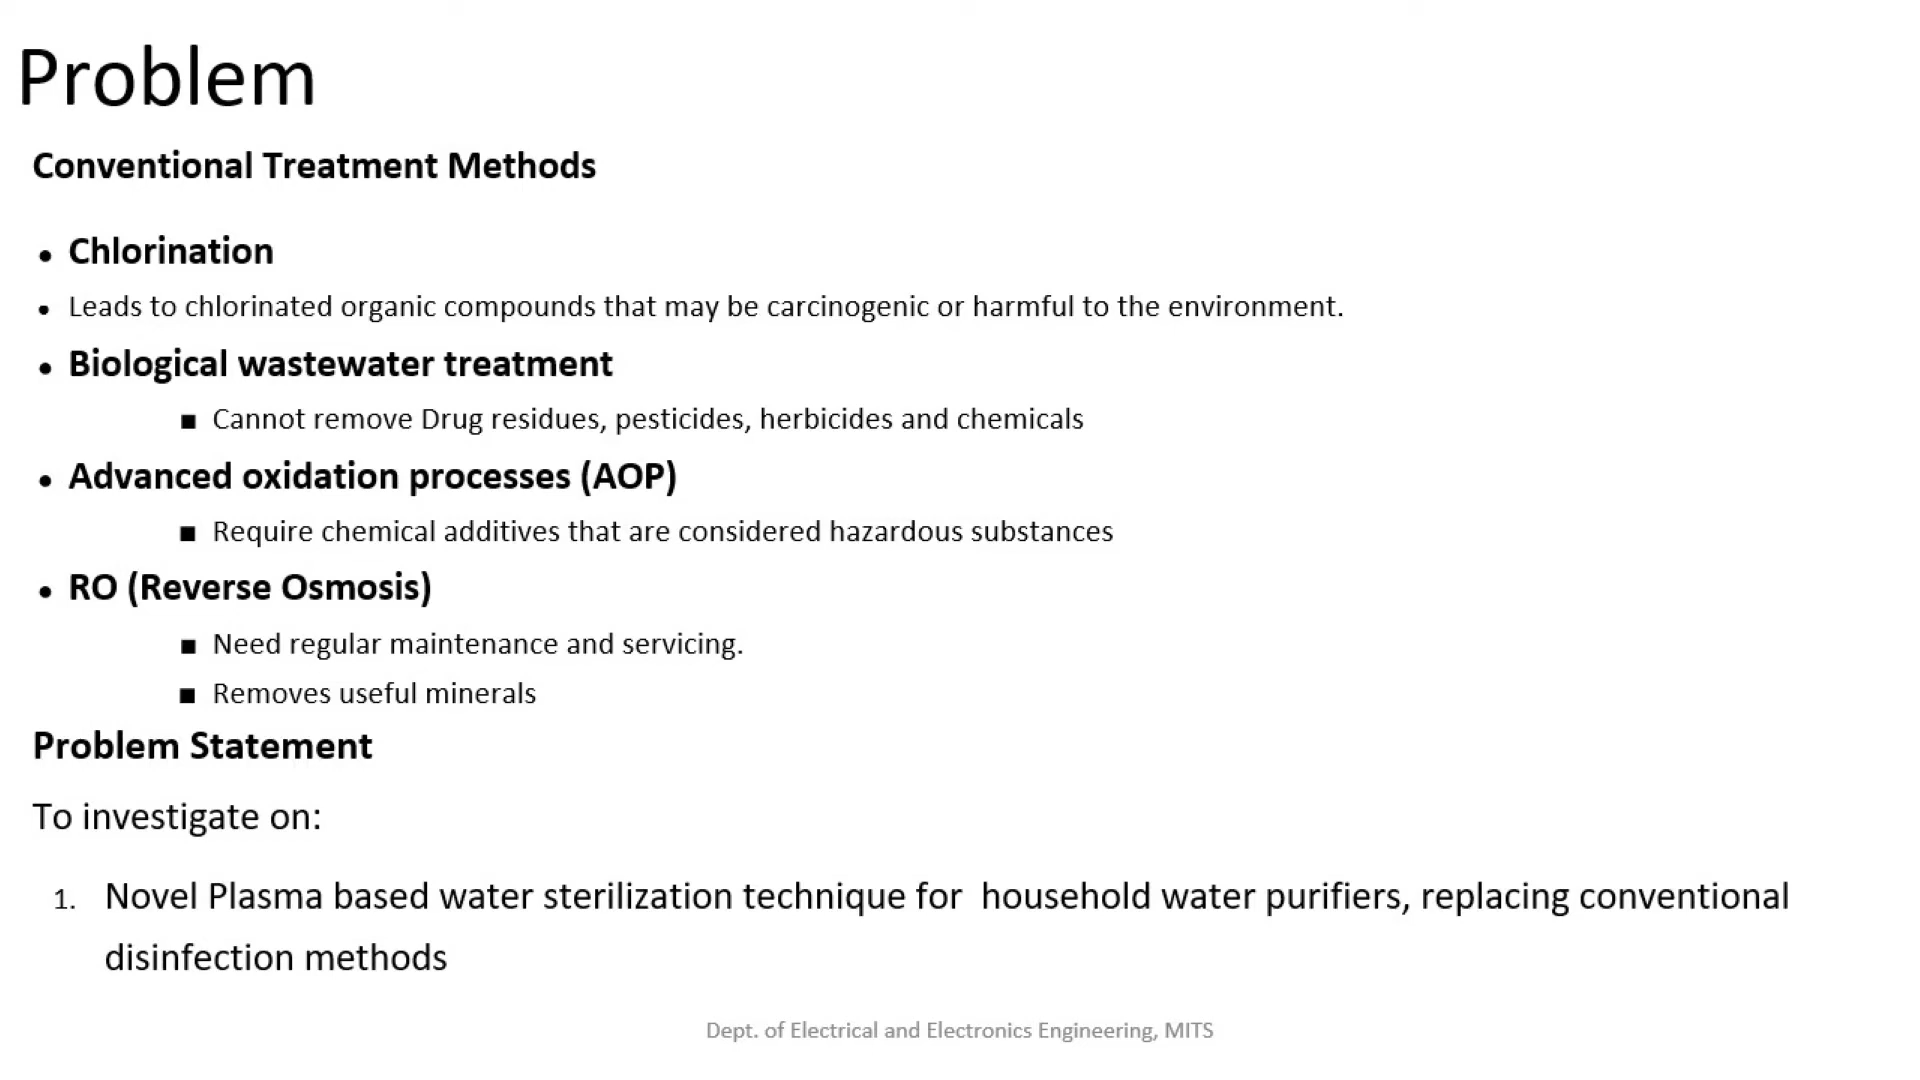 Problem
Conventional Treatment Methods
• Chlorination
• Leads to chlorinated organic compounds that may be carcinogenic or harmful to the environment.
• Biological wastewater treatment
■ Cannot remove Drug residues, pesticides, herbicides and chemicals
• Advanced oxidation processes (AOP)
■ Require chemical additives that are considered hazardous substances
• RO (Reverse Osmosis)
■ Need regular maintenance and servicing.
■ Removes useful minerals
Problem Statement
To investigate on:
1. Novel Plasma based water sterilization technique for household water purifiers, replacing conventional
disinfection methods
Dept. of Electrical and Electronics Engineering, MITS